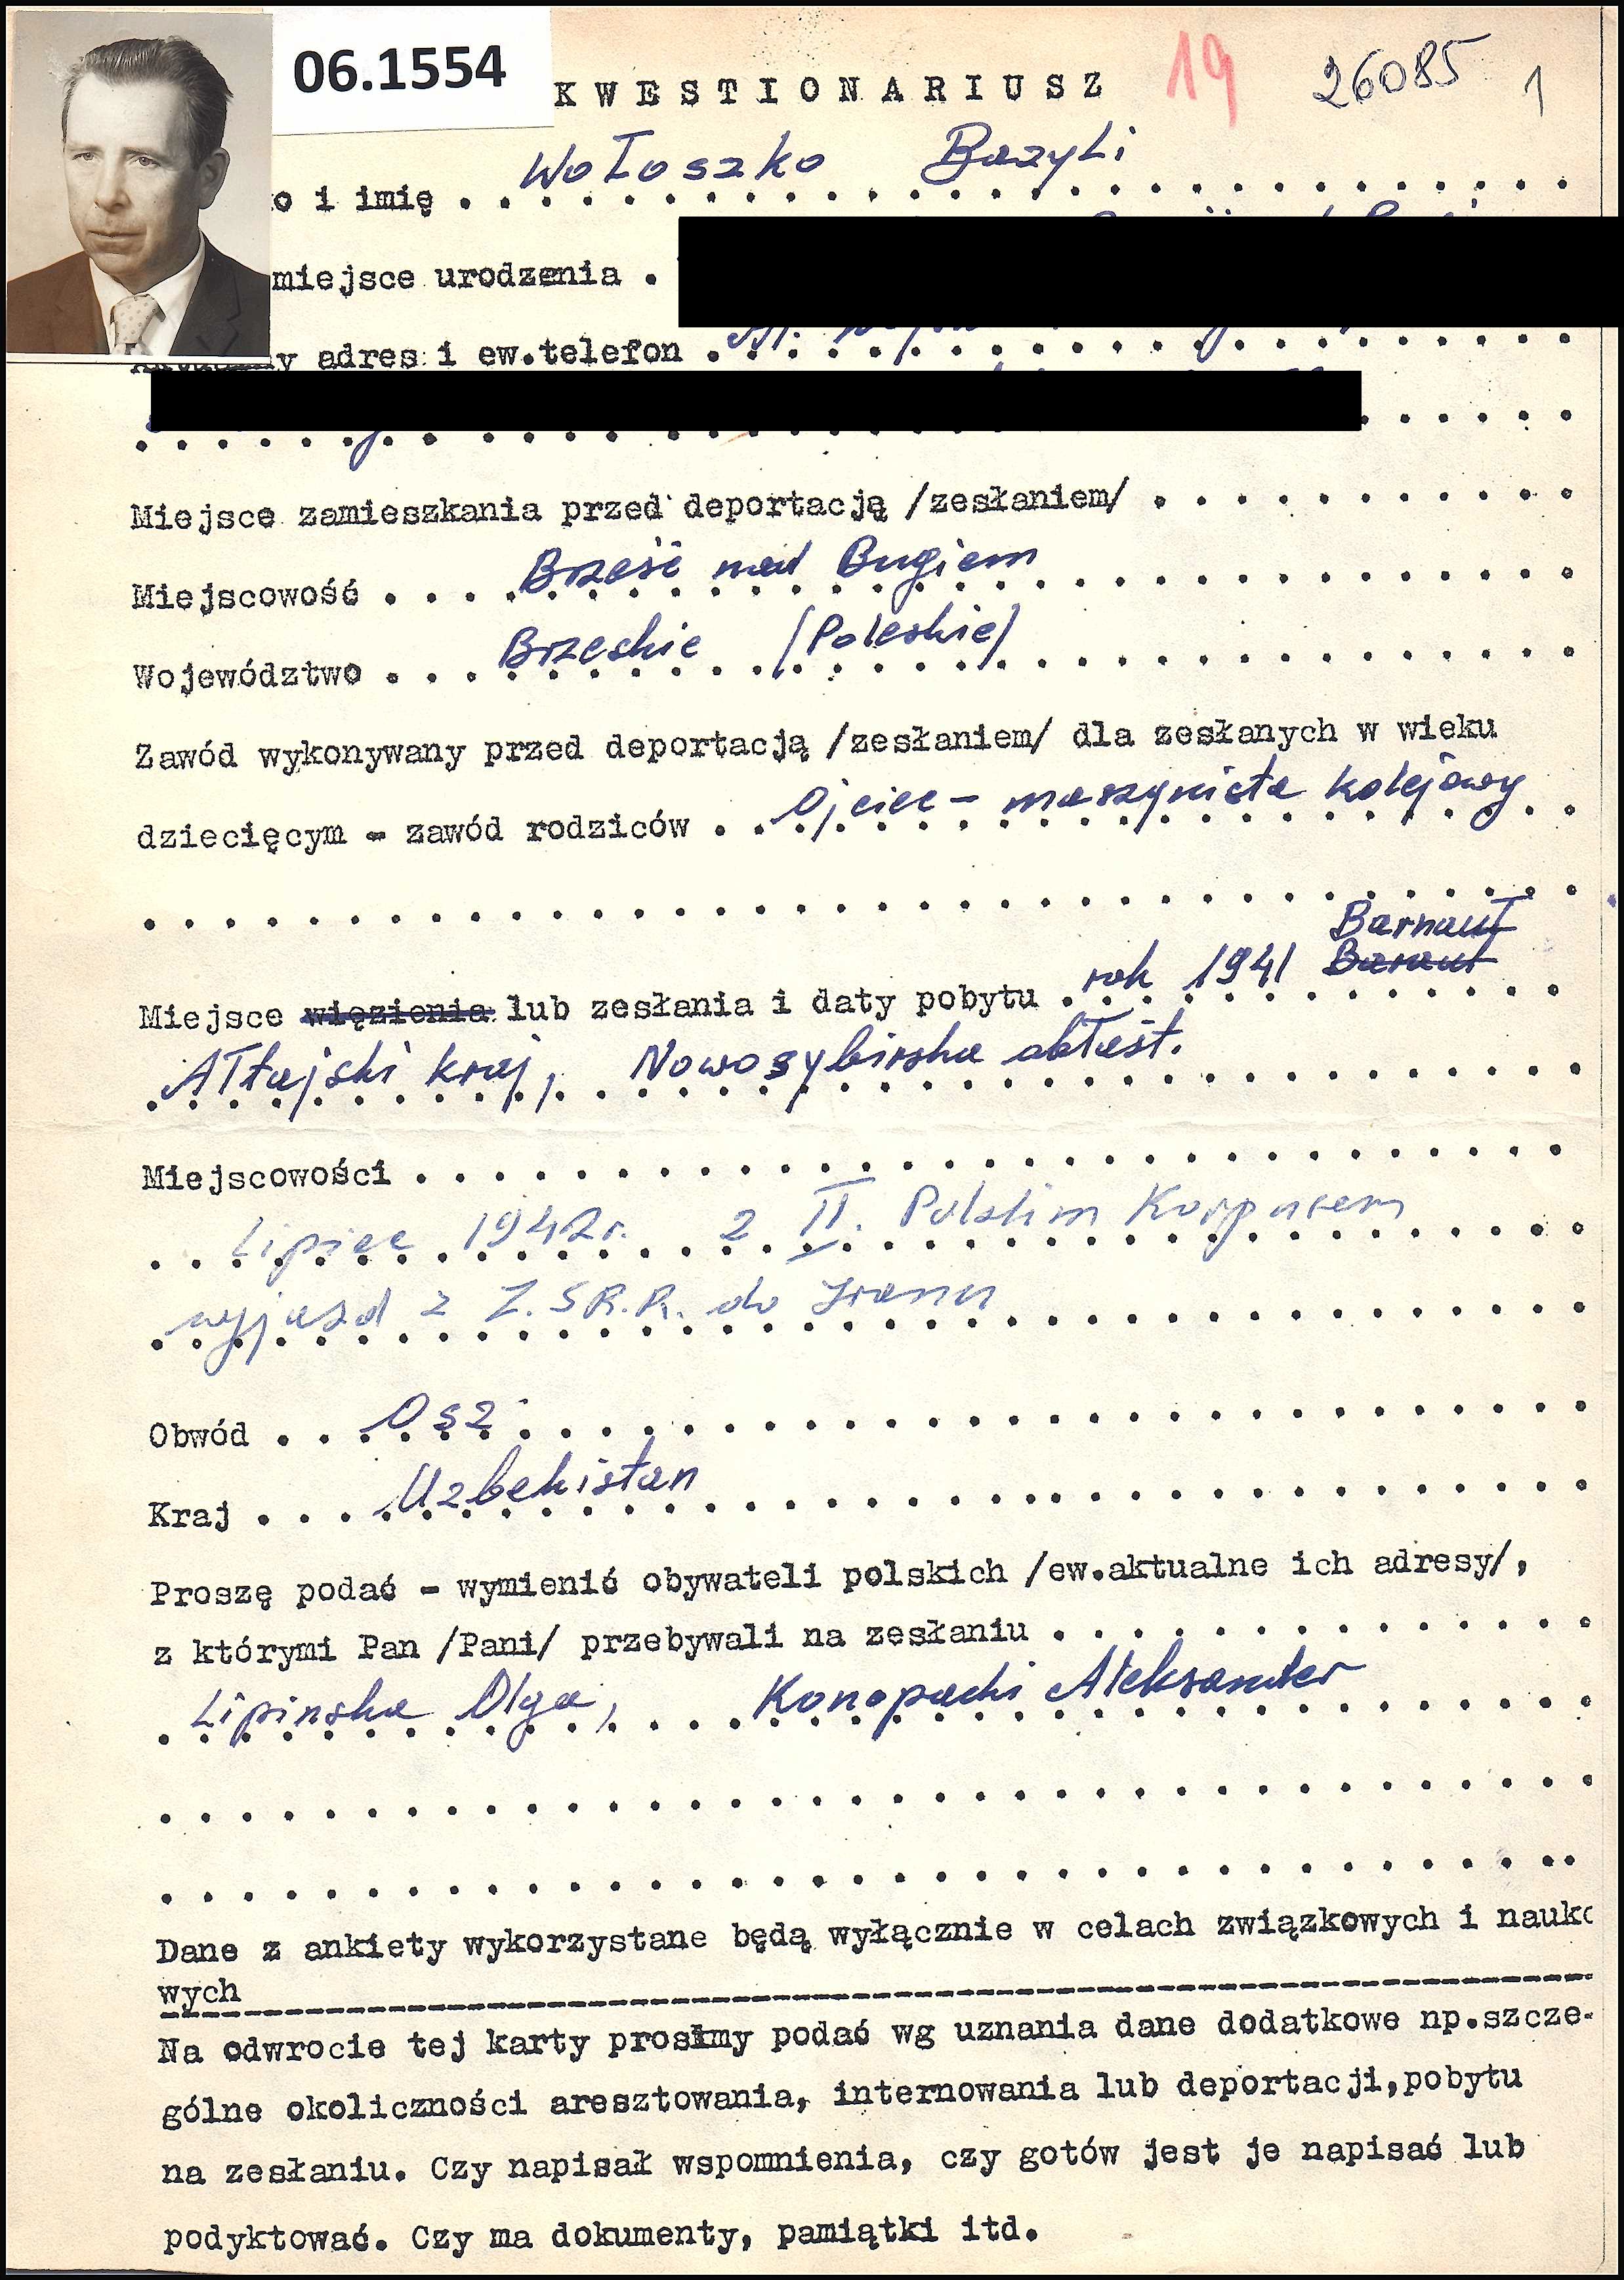 06.1554
KWESTIONARIUSZ 19 26085 1
o i imię . Wołoszko Bazyli
miejsce urodzenia .
y adres i ew.telefon .
Miejsce zamieszkania przed deportacją /zesłaniem/ .
Miejscowość . . . Brześć nad Bugiem
Województwo . . . Brzeskie /Poleskie/
Zawód wykonywany przed deportacją /zesłaniem/ dla zesłanych w wieku
dziecięcym - zawód rodziców . . Ojciec - maszynista kolejowy
Barnauł
Miejsce więzienia lub zesłania i daty pobytu . rok 1941
Ałtajski kraj, Nowosybirska obłast.
Miejscowości . . .
Lipiec 1942r. z II. Polskim Korpusem
wyjazd z Z.SR.R. do Iranu
Obwód . . Osz
Kraj . . . Uzbekistan
Proszę podać - wymienić obywateli polskich /ew.aktualne ich adresy/,
z którymi Pan /Pani/ przebywali na zesłaniu .
Lipinska Olga, Konopacki Aleksander
Dane z ankiety wykorzystane będą wyłącznie w celach związkowych i nauko
wych
Na odwrocie tej karty prosimy podać wg uznania dane dodatkowe np.szcze-
gólne okoliczności aresztowania, internowania lub deportacji,pobytu
na zesłaniu. Czy napisał wspomnienia, czy gotów jest je napisać lub
podyktować. Czy ma dokumenty, pamiątki itd.